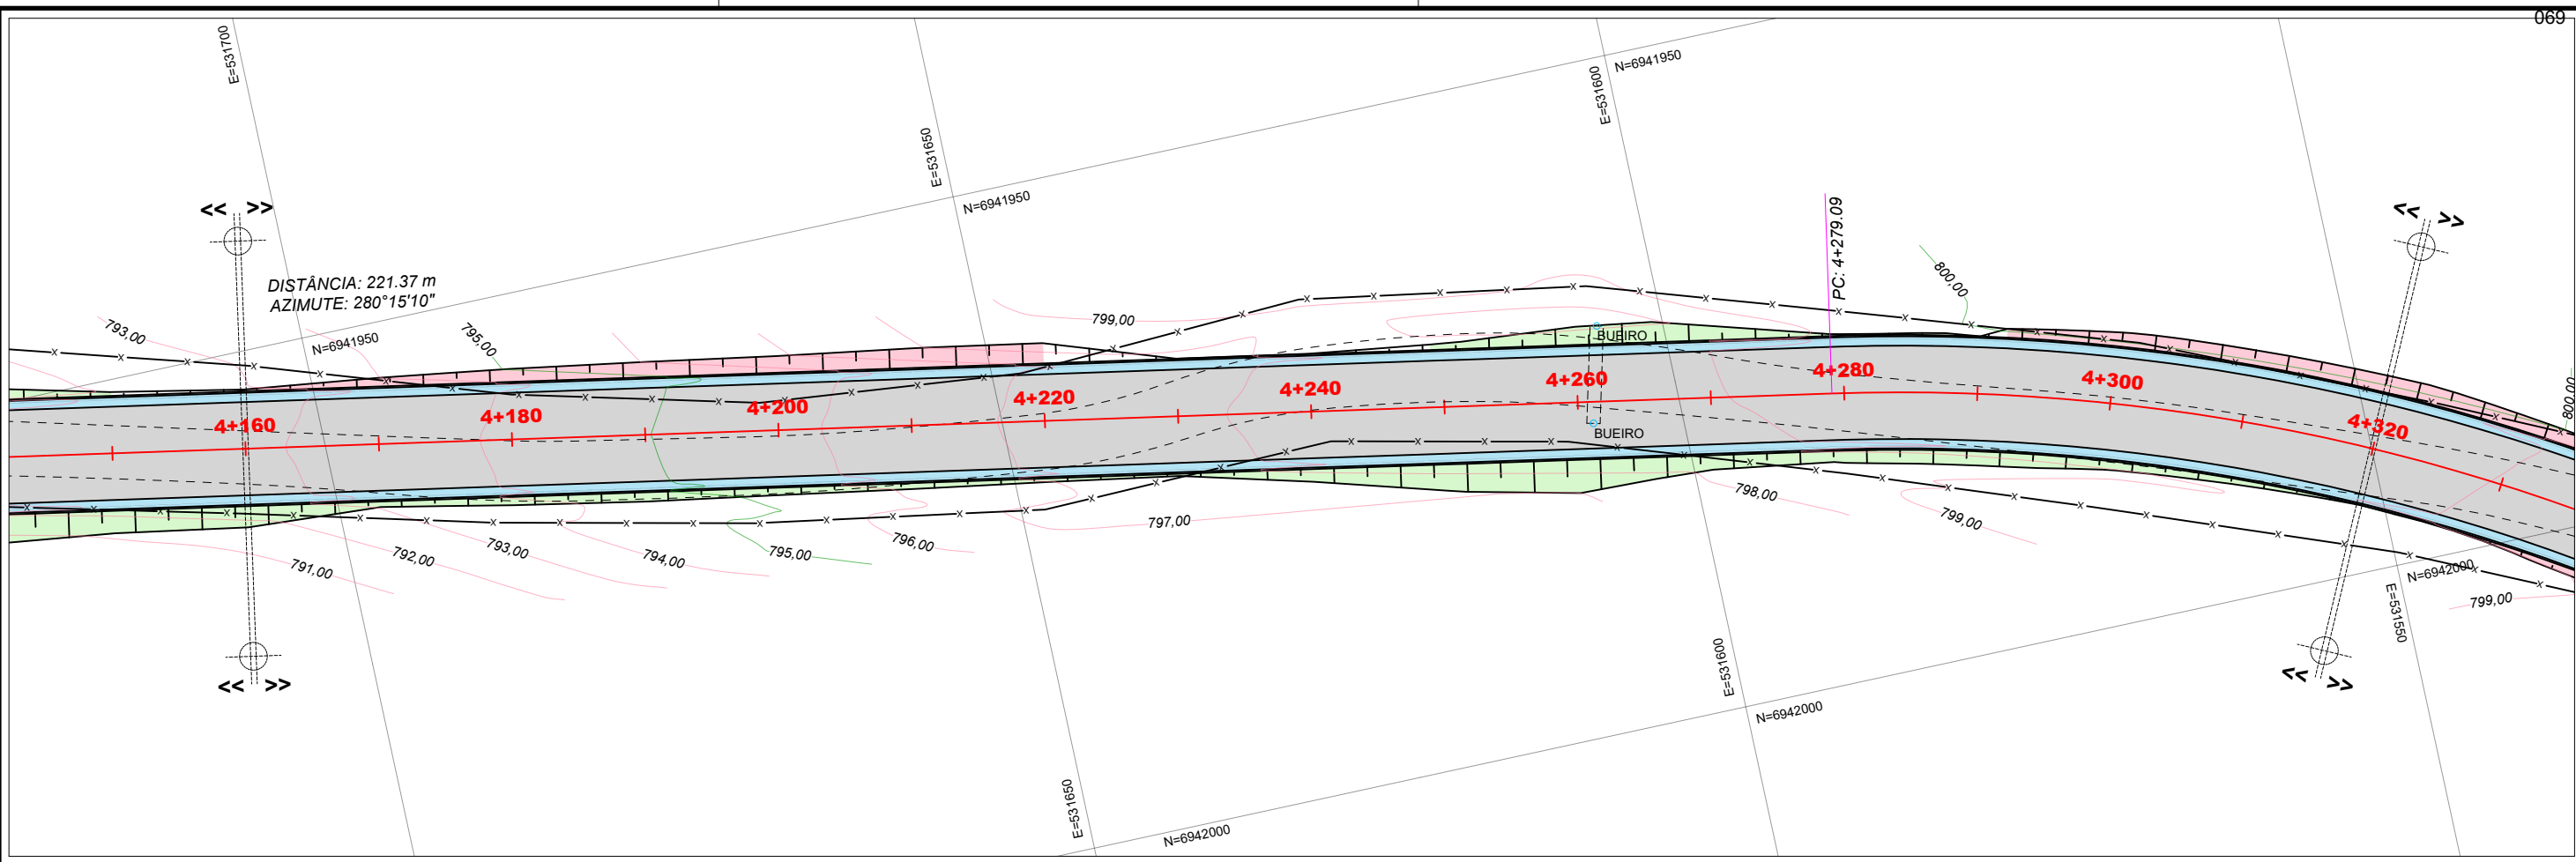 069
E=531700
E=531650
E=531600
N=6941950
N=6941950
<< >>
<< >>
PC: 4+279.09
DISTÂNCIA: 221.37 m
AZIMUTE: 280°15'10"
800,00
793,00
795,00
N=6941950
799,00
BUEIRO
800,00
4+160
4+180
4+200
4+220
4+240
4+260
4+280
4+300
4+320
BUEIRO
791,00
792,00
793,00
794,00
795,00
796,00
797,00
798,00
799,00
N=6942000
799,00
E=531550
E=531600
<< >>
<< >>
N=6942000
E=531650
N=6942000